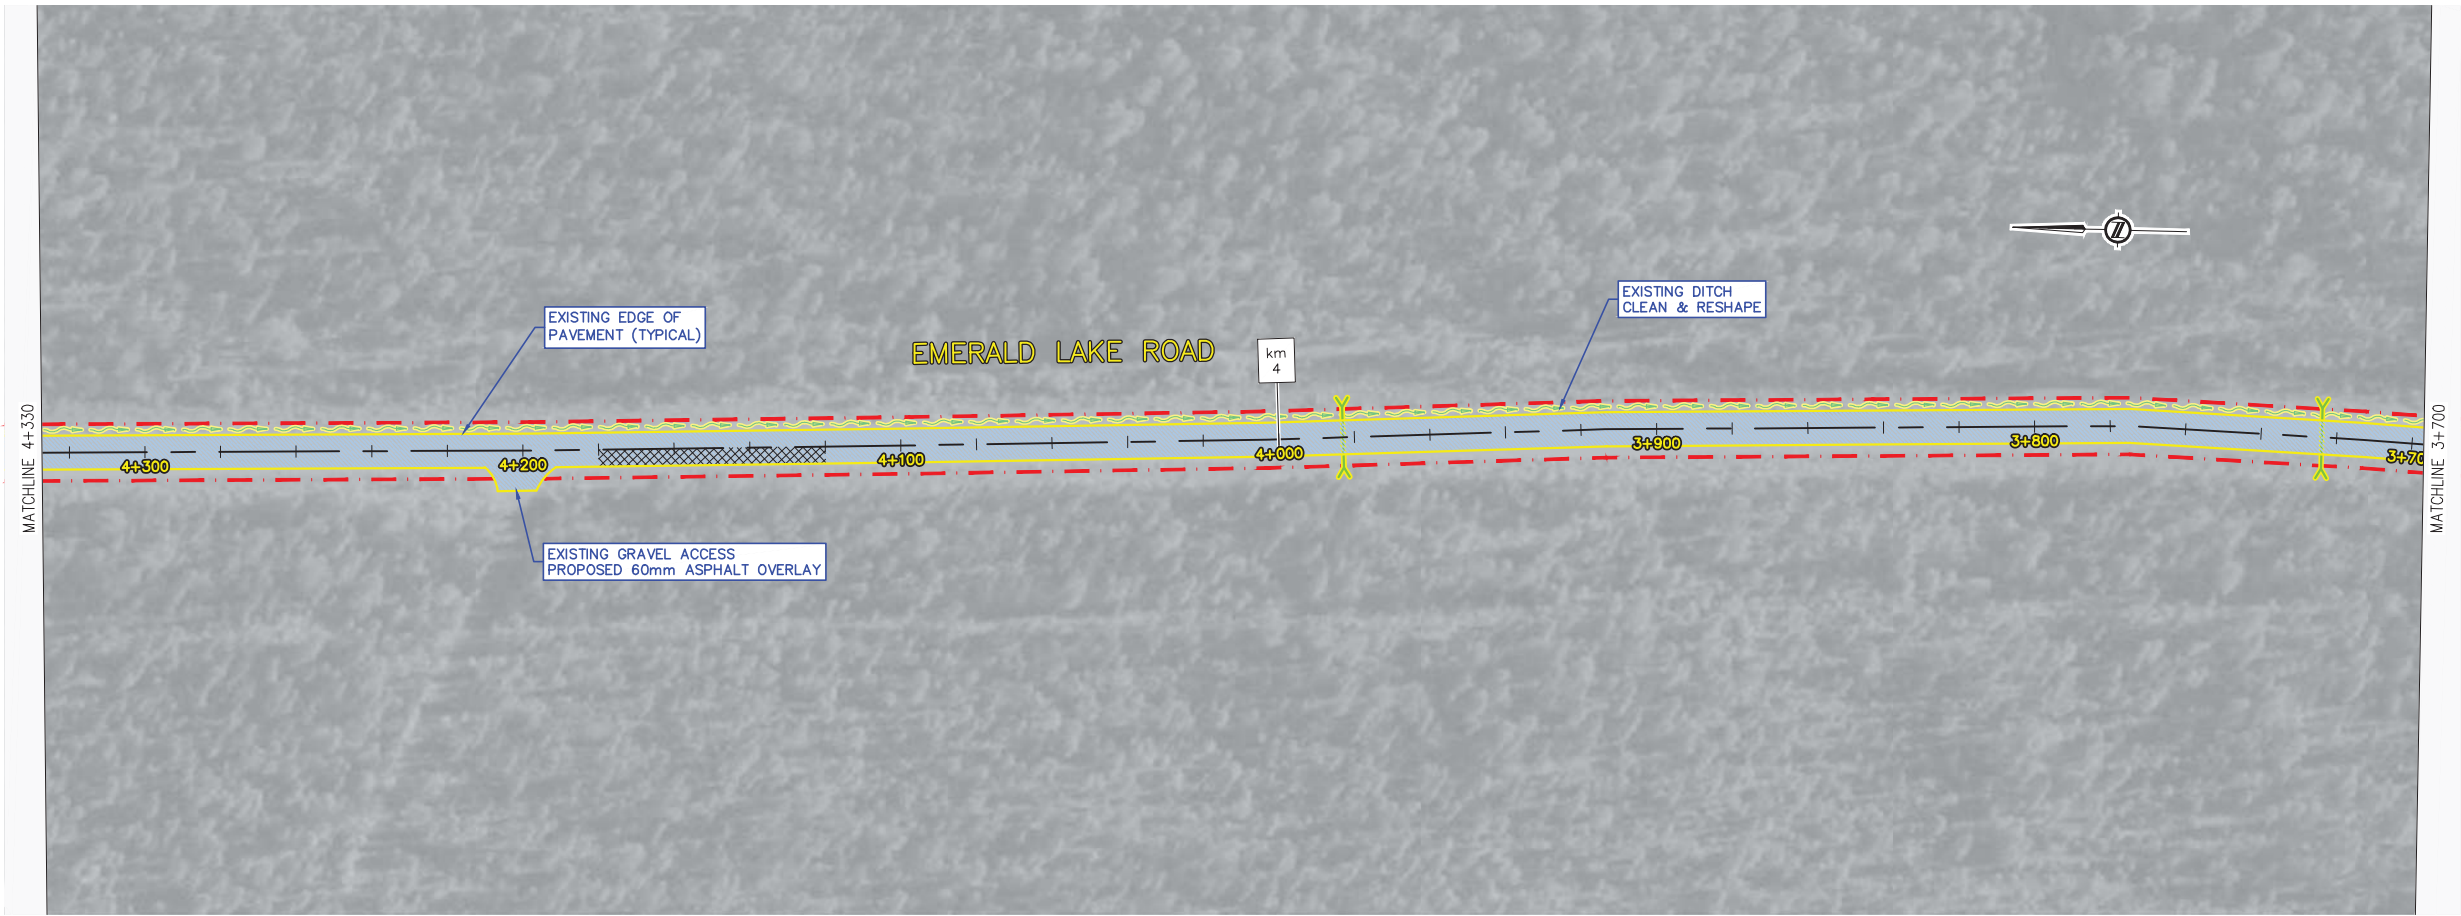 EXISTING DITCH
CLEAN & RESHAPE
EXISTING EDGE OF
PAVEMENT (TYPICAL)
EMERALD LAKE ROAD
km
4
MATCHLINE 4+330
4+300
4+200
4+100
4+000
3+900
3+800
3+70
MATCHLINE 3+700
EXISTING GRAVEL ACCESS
PROPOSED 60mm ASPHALT OVERLAY